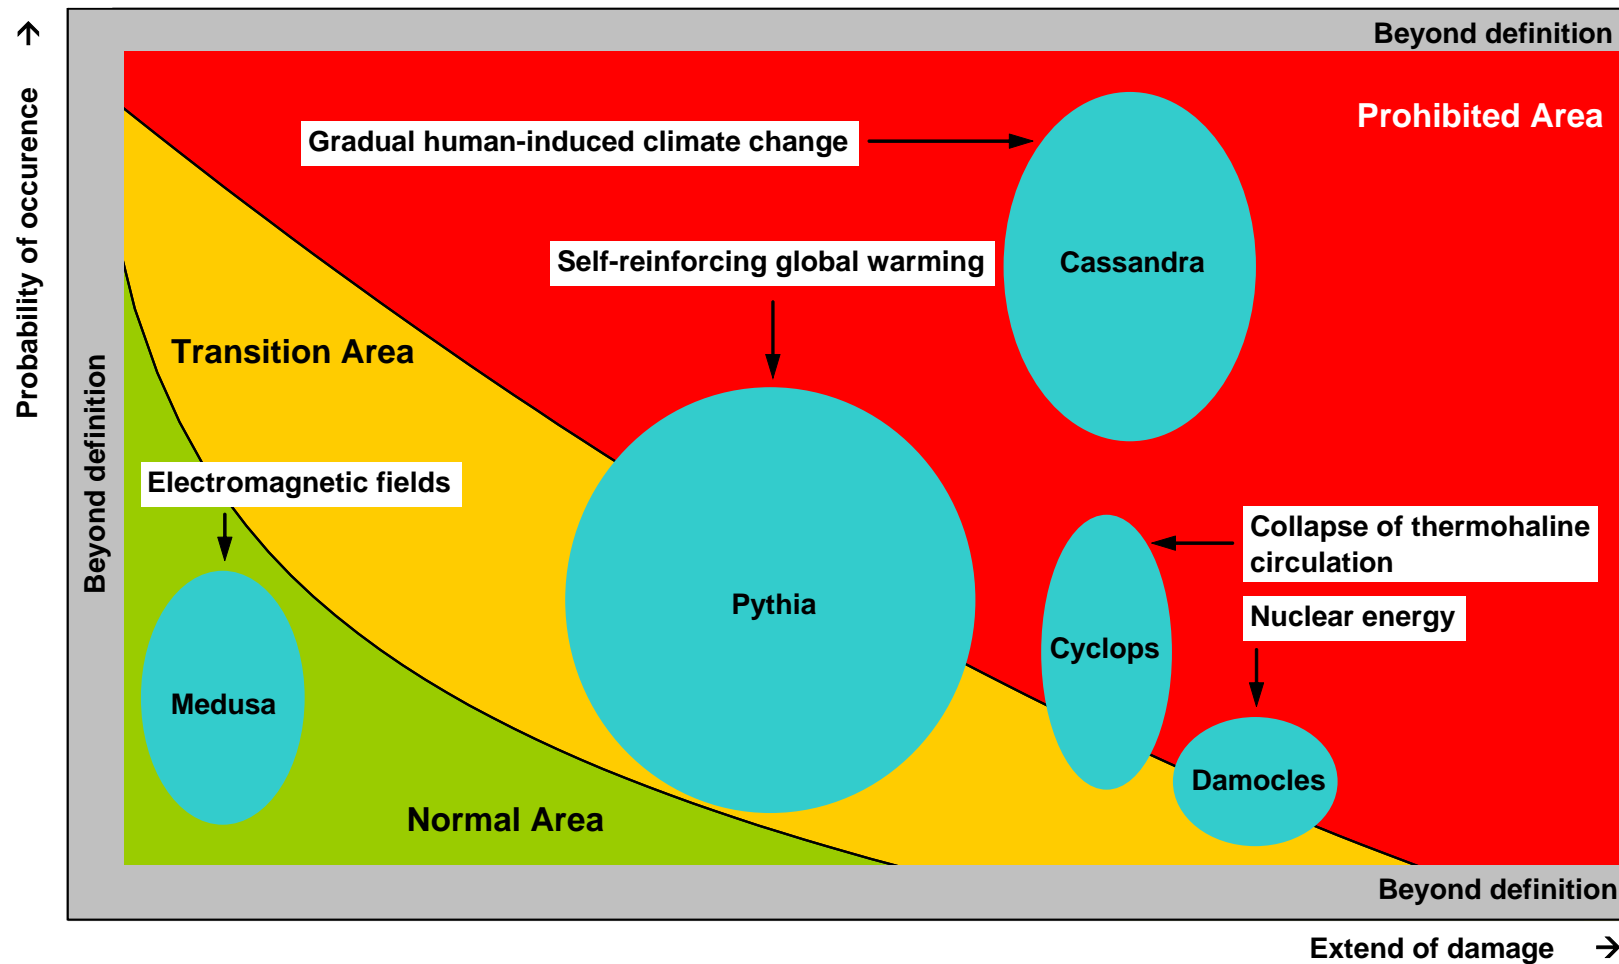 Beyond definition
Prohibited Area
Gradual human-induced climate change
Self-reinforcing global warming
Cassandra
Transition Area
Probability of occurence
Beyond definition
Electromagnetic fields
Collapse of thermohaline
circulation
Pythia
Nuclear energy
Cyclops
Medusa
Damocles
Normal Area
Beyond definition
Extend of damage